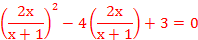 (2x/(x + 1))² − 4(2x/(x + 1)) + 3 = 0